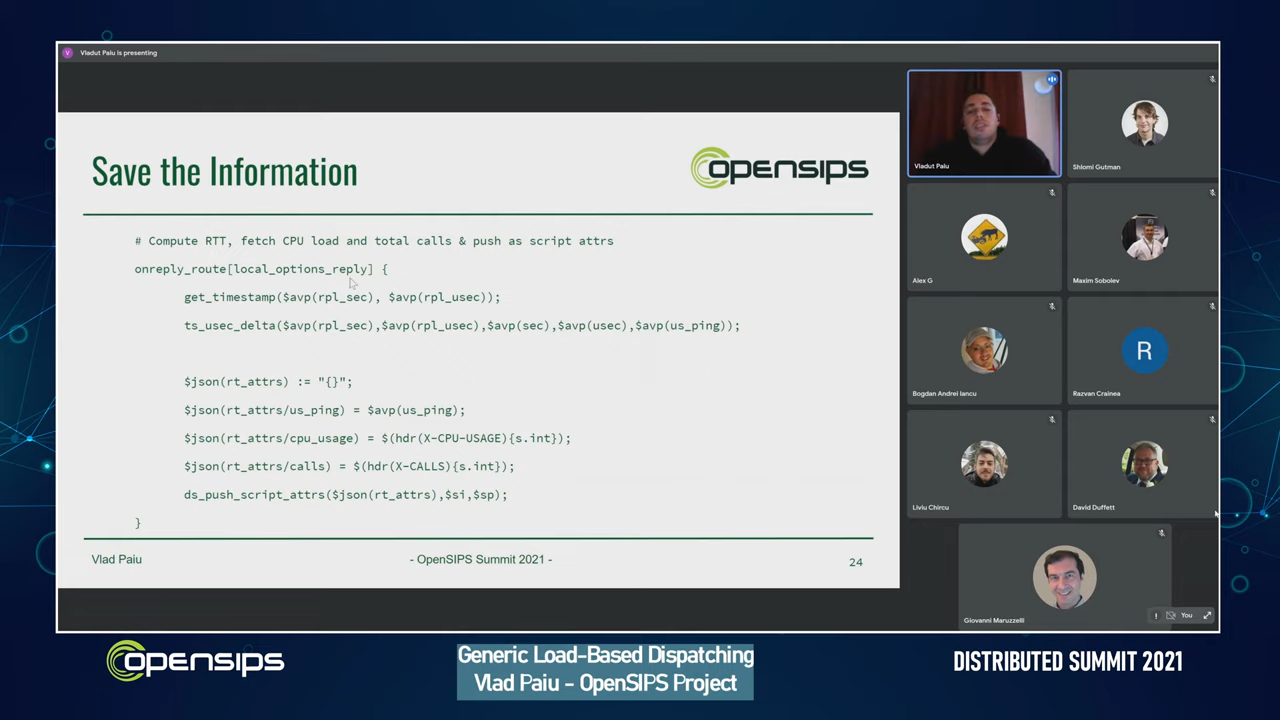 V
Vladut Paiu is presenting
Save the Information
opensips
# Compute RTT, fetch CPU load and total calls & push as script attrs
onreply_route[local_options_reply] {
get_timestamp($avp(rpl_sec), $avp(rpl_usec));
ts_usec_delta($avp(rpl_sec),$avp(rpl_usec),$avp(sec),$avp(usec),$avp(us_ping));
$json(rt_attrs) := "{}";
$json(rt_attrs/us_ping) = $avp(us_ping);
$json(rt_attrs/cpu_usage) = $(hdr(X-CPU-USAGE){s.int});
$json(rt_attrs/calls) = $(hdr(X-CALLS){s.int});
ds_push_script_attrs($json(rt_attrs),$si,$sp);
}
Vlad Paiu
- OpenSIPS Summit 2021 -
24
Vladut Paiu
Shlomi Gutman
Alex G
Maxim Sobolev
Bogdan Andrei Iancu
R
Razvan Crainea
Liviu Chircu
David Duffett
Giovanni Maruzzelli
You
opensips
Generic Load-Based Dispatching
Vlad Paiu - OpenSIPS Project
DISTRIBUTED SUMMIT 2021